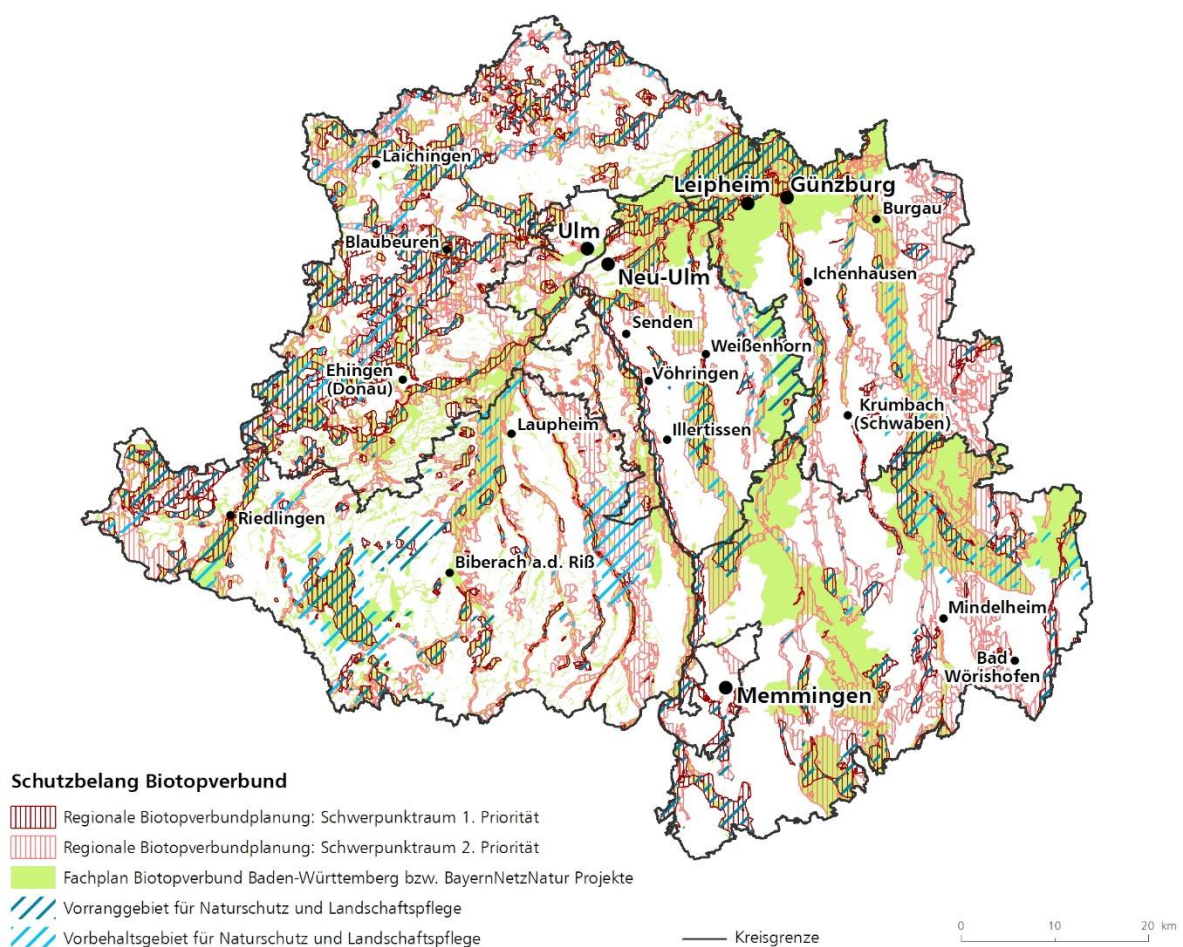 Laichingen
Leipheim
Günzburg
Burgau
Blaubeuren
Ulm
Neu-Ulm
Ichenhausen
Senden
Weißenhorn
Ehingen
(Donau)
Vöhringen
Krumbach
(Schwaben)
Laupheim
Illertissen
Riedlingen
Biberach a.d. Riß
Mindelheim
Bad
Wörishofen
Memmingen
Schutzbelang Biotopverbund
Regionale Biotopverbundplanung: Schwerpunktraum 1. Priorität
Regionale Biotopverbundplanung: Schwerpunktraum 2. Priorität
Fachplan Biotopverbund Baden-Württemberg bzw. BayernNetzNatur Projekte
Vorranggebiet für Naturschutz und Landschaftspflege
Vorbehaltsgebiet für Naturschutz und Landschaftspflege
Kreisgrenze
0 10 20 km